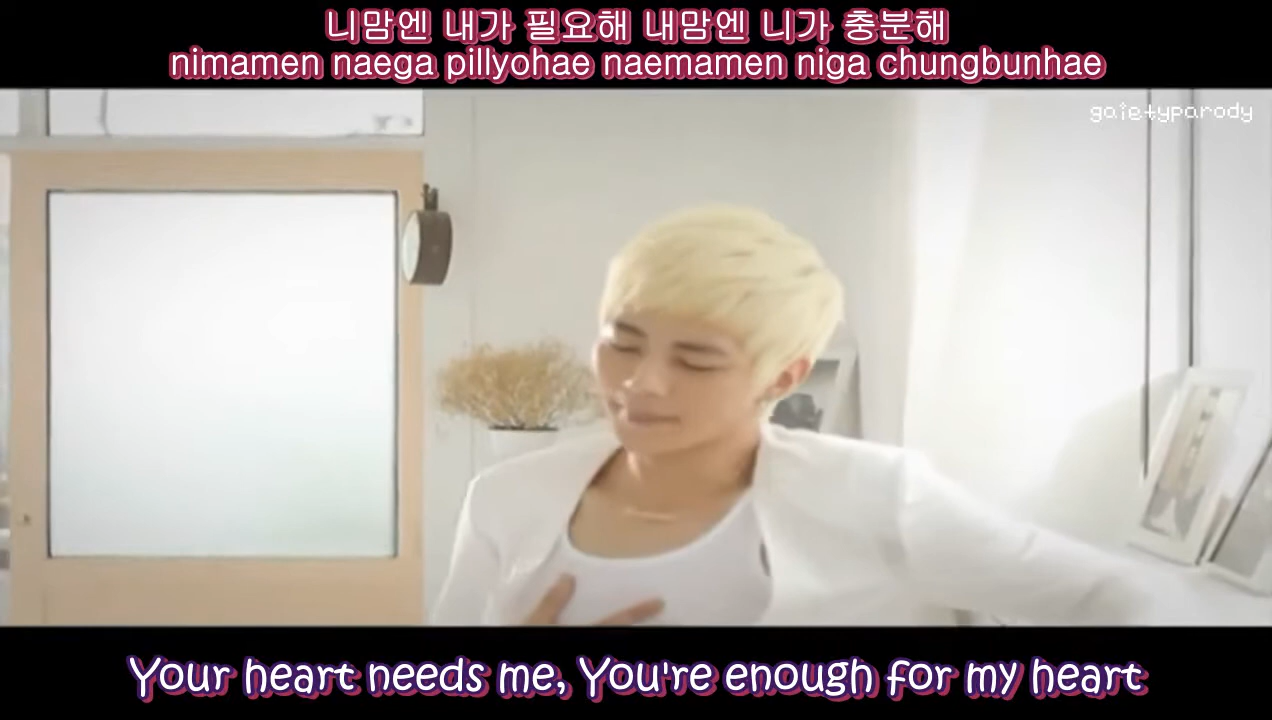 니맘엔 내가 필요해 내맘엔 니가 충분해
nimamen naega pillyohae naemamen niga chungbunhae
gaietyparody
Your heart needs me, You're enough for my heart